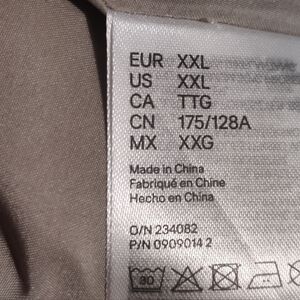 EUR XXL
US XXL
CA TTG
CN 175/128A
MX XXG
Made in China
Fabriqué en Chine
Hecho en China
O/N 234082
P/N 0909014 2
30